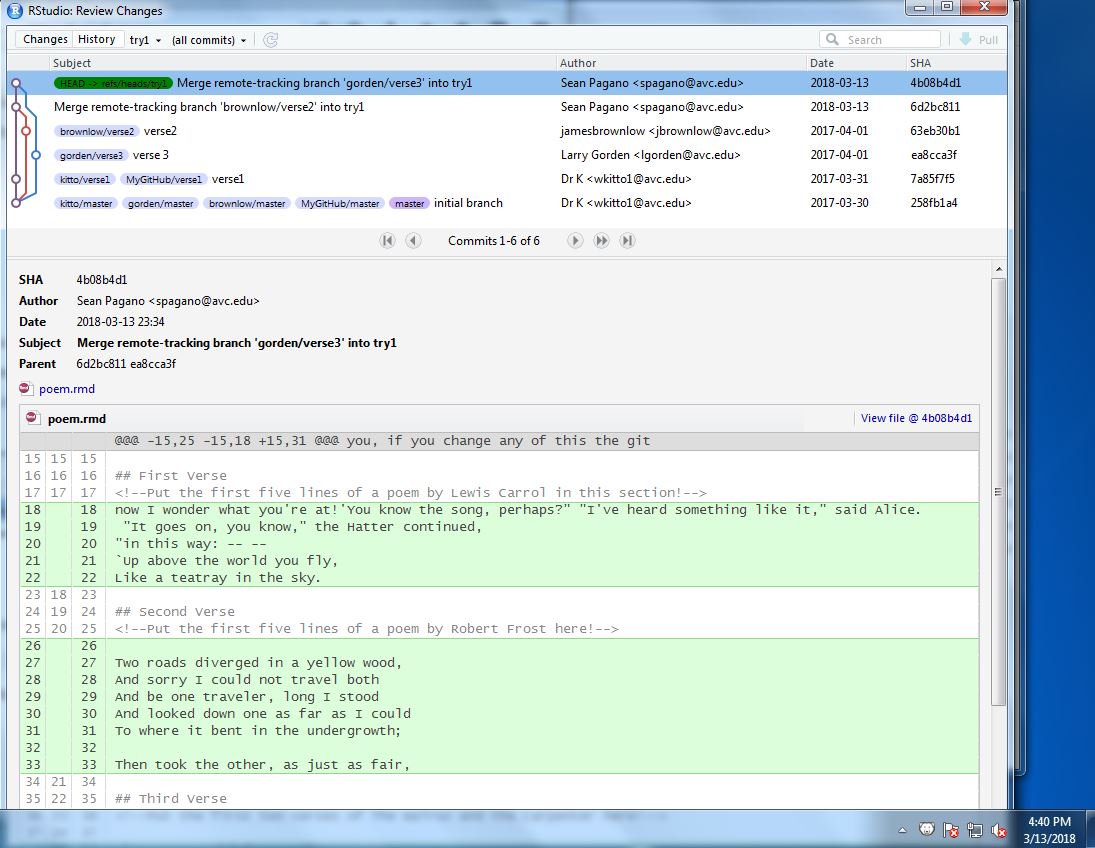 RStudio: Review Changes
Changes History try1 (all commits) Search Pull
Subject Author Date SHA
HEAD -> refs/heads/try1 Merge remote-tracking branch 'gorden/verse3' into try1 Sean Pagano <spagano@avc.edu> 2018-03-13 4b08b4d1
Merge remote-tracking branch 'brownlow/verse2' into try1 Sean Pagano <spagano@avc.edu> 2018-03-13 6d2bc811
brownlow/verse2 verse2 jamesbrownlow <jbrownlow@avc.edu> 2017-04-01 63eb30b1
gorden/verse3 verse 3 Larry Gorden <lgorden@avc.edu> 2017-04-01 ea8cca3f
kitto/verse1 MyGitHub/verse1 verse1 Dr K <wkitto1@avc.edu> 2017-03-31 7a85f7f5
kitto/master gorden/master brownlow/master MyGitHub/master master initial branch Dr K <wkitto1@avc.edu> 2017-03-30 258fb1a4
Commits 1-6 of 6
SHA 4b08b4d1
Author Sean Pagano <spagano@avc.edu>
Date 2018-03-13 23:34
Subject Merge remote-tracking branch 'gorden/verse3' into try1
Parent 6d2bc811 ea8cca3f
poem.rmd
poem.rmd View file @ 4b08b4d1
@@@ -15,25 -15,18 +15,31 @@@ you, if you change any of this the git
15 15 15
16 16 16 ## First Verse
17 17 17 <!--Put the first five lines of a poem by Lewis Carrol in this section!-->
18 18 now I wonder what you're at!'You know the song, perhaps?" "I've heard something like it," said Alice.
19 19 "It goes on, you know," the Hatter continued,
20 20 "in this way: -- --
21 21 `Up above the world you fly,
22 22 Like a teatray in the sky.
23 18 23
24 19 24 ## Second Verse
25 20 25 <!--Put the first five lines of a poem by Robert Frost here!-->
26 26
27 27 Two roads diverged in a yellow wood,
28 28 And sorry I could not travel both
29 29 And be one traveler, long I stood
30 30 And looked down one as far as I could
31 31 To where it bent in the undergrowth;
32 32
33 33 Then took the other, as just as fair,
34 21 34
35 22 35 ## Third Verse
4:40 PM
3/13/2018